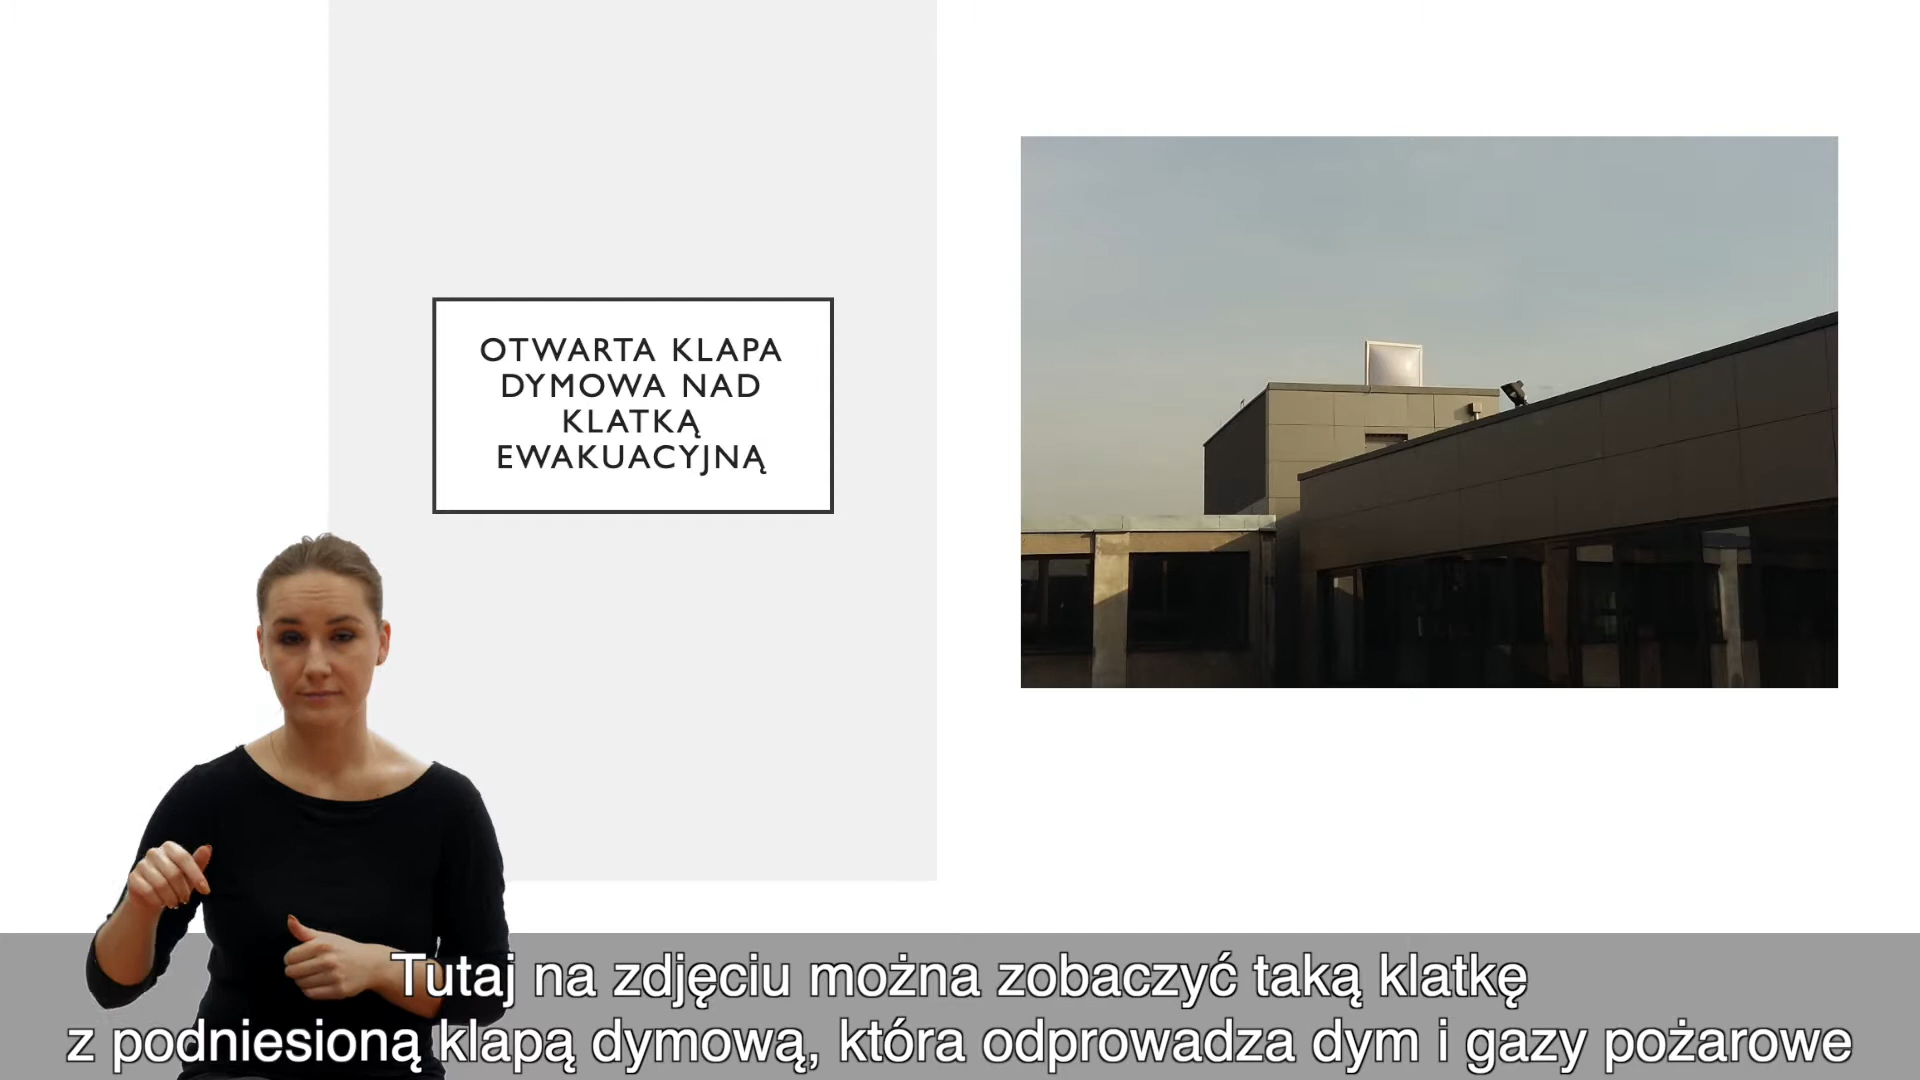 OTWARTA KLAPA
DYMOWA NAD
KLATKĄ
EWAKUACYJNĄ
Tutaj na zdjęciu można zobaczyć taką klatkę
z podniesioną klapą dymową, która odprowadza dym i gazy pożarowe